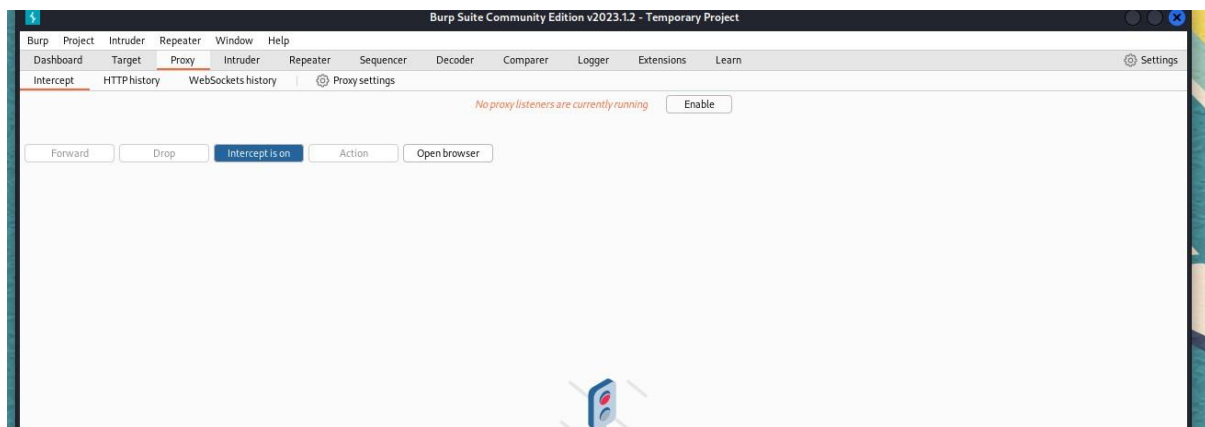 Burp Suite Community Edition v2023.1.2 - Temporary Project
Burp Project Intruder Repeater Window Help
Dashboard Target Proxy Intruder Repeater Sequencer Decoder Comparer Logger Extensions Learn Settings
Intercept HTTP history WebSockets history Proxy settings
No proxy listeners are currently running Enable
Forward Drop Intercept is on Action Open browser